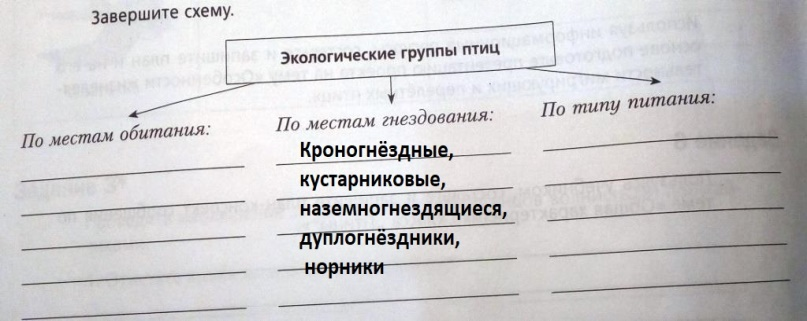 Завершите схему.
Экологические группы птиц
По местам обитания:
По местам гнездования:
По типу питания:
Кроногнёздные,
кустарниковые,
наземногнездящиеся,
дуплогнёздники,
норники